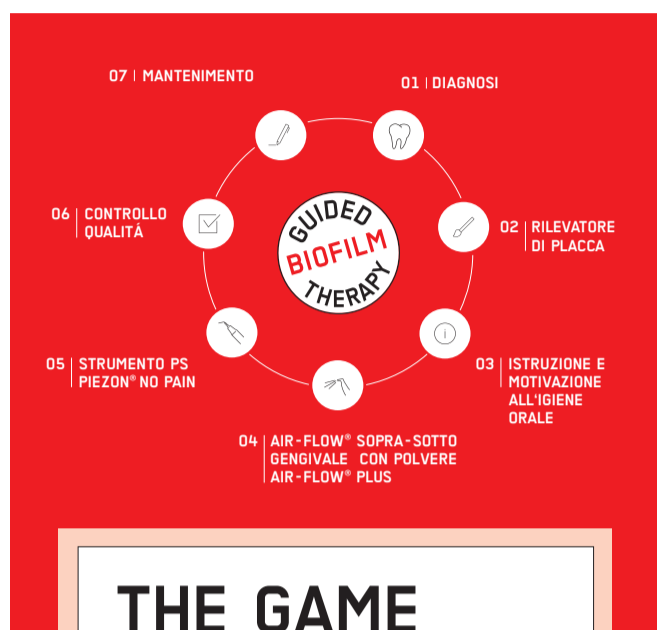 07 | MANTENIMENTO
01 | DIAGNOSI
06 | CONTROLLO
QUALITÁ
GUIDED
BIOFILM
THERAPY
02 | RILEVATORE
DI PLACCA
05 | STRUMENTO PS
PIEZON® NO PAIN
03 | ISTRUZIONE E
MOTIVAZIONE
ALL'IGIENE
ORALE
04 | AIR-FLOW® SOPRA-SOTTO
GENGIVALE CON POLVERE
AIR-FLOW® PLUS
THE GAME